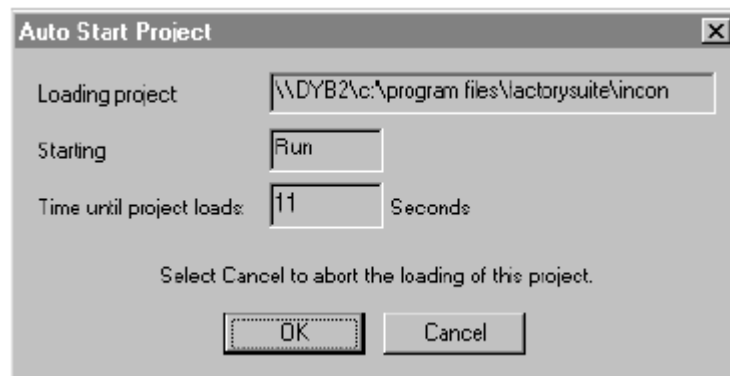 Auto Start Project
Loading project \\DYB2\c:\program files\factorysuite\incon
Starting Run
Time until project loads: 11 Seconds
Select Cancel to abort the loading of this project.
OK Cancel